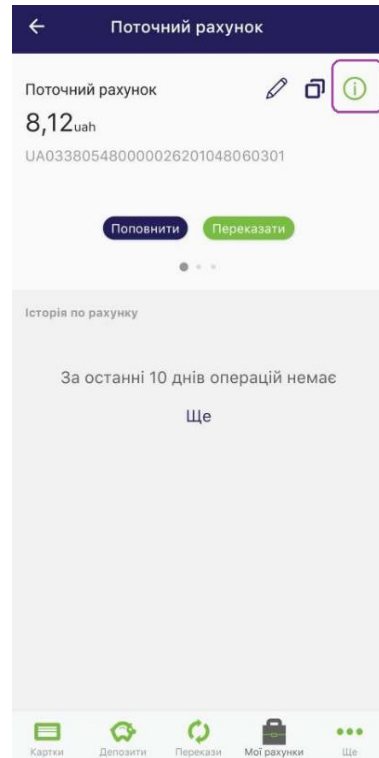 Поточний рахунок
Поточний рахунок
8,12uah
UA033805480000026201048060301
Поповнити Переказати
Історія по рахунку
За останні 10 днів операцій немає
Ще
Картки Депозити Перекази Мої рахунки Ще